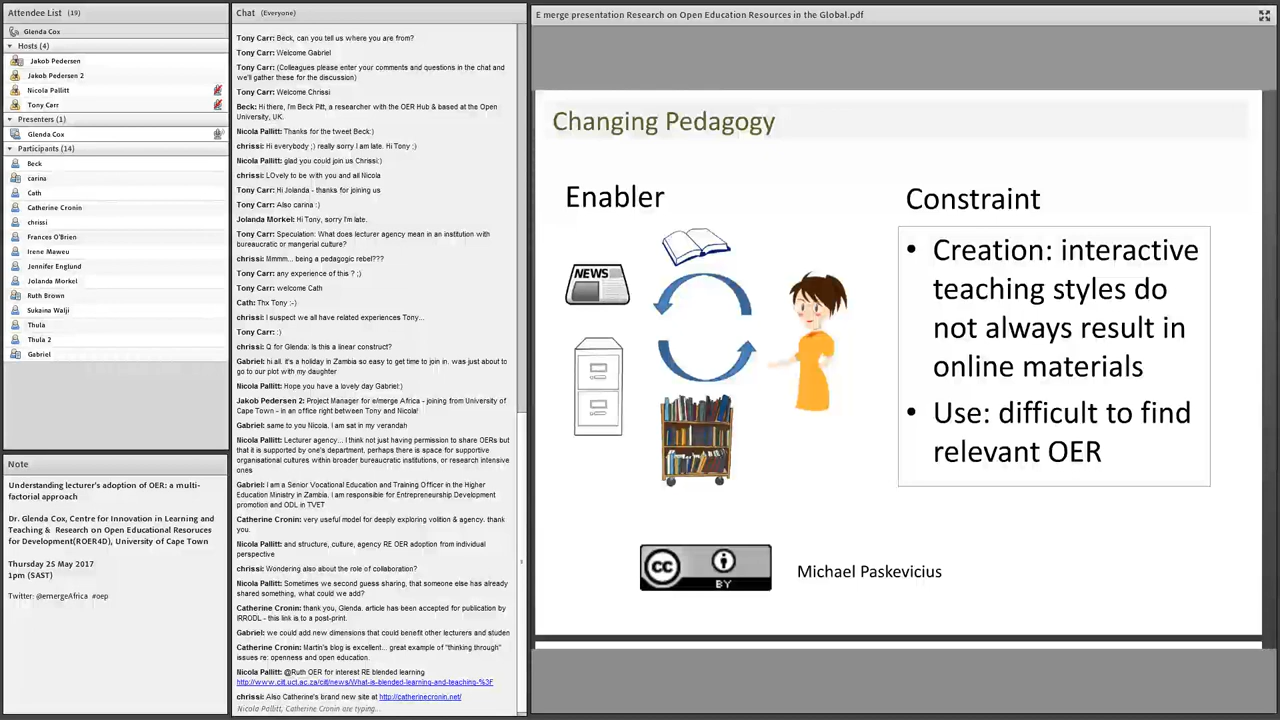 Attendee List (19)
Glenda Cox
Hosts (4)
Jakob Pedersen
Jakob Pedersen 2
Nicola Pallitt
Tony Carr
Presenters (1)
Glenda Cox
Participants (14)
Beck
carina
Cath
Catherine Cronin
chrissi
Frances O'Brien
Irene Maweu
Jennifer Englund
Jolanda Morkel
Ruth Brown
Sukaina Walji
Thula
Thula 2
Gabriel
Note
Understanding lecturer's adoption of OER: a multi-
factorial approach
Dr. Glenda Cox, Centre for Innovation in Learning and
Teaching & Research on Open Educational Resoruces
for Development(ROER4D), University of Cape Town
Thursday 25 May 2017
1pm (SAST)
Twitter: @emergeAfrica #oep
Chat (Everyone)
Tony Carr: Beck, can you tell us where you are from?
Tony Carr: Welcome Gabriel
Tony Carr: (Colleagues please enter your comments and questions in the chat and
we'll gather these for the discussion)
Tony Carr: Welcome Chrissi
Beck: Hi there, I'm Beck Pitt, a researcher with the OER Hub & based at the Open
University, UK.
Nicola Pallitt: Thanks for the tweet Beck:)
chrissi: Hi everybody ;) really sorry I am late. Hi Tony :)
Nicola Pallitt: glad you could join us Chrissi:)
chrissi: LOvely to be with you and all Nicola
Tony Carr: Hi Jolanda - thanks for joining us
Tony Carr: Also carina :)
Jolanda Morkel: Hi Tony, sorry I'm late.
Tony Carr: Speculation: What does lecturer agency mean in an institution with
bureaucratic or mangerial culture?
chrissi: Mmmm... being a pedagogic rebel???
Tony Carr: any experience of this ? ;)
Tony Carr: welcome Cath
Cath: Thx Tony :-)
chrissi: I suspect we all have related experiences Tony...
Tony Carr: :)
chrissi: Q for Glenda: Is this a linear construct?
Gabriel: hi all. it's a holiday in Zambia so easy to get time to join in. was just about to
go to our plot with my daughter
Nicola Pallitt: Hope you have a lovely day Gabriel:)
Jakob Pedersen 2: Project Manager for e/merge Africa - joining from University of
Cape Town - in an office right between Tony and Nicola!
Gabriel: same to you Nicola. I am sat in my verandah
Nicola Pallitt: Lecturer agency... I think not just having permission to share OERs but
that it is supported by one's department. perhaps there is space for supportive
organisational cultures within broader bureaucratic institutions, or research intensive
ones
Gabriel: I am a Senior Vocational Education and Training Officer in the Higher
Education Ministry in Zambia. I am responsible for Entrepreneurship Development
promotion and ODL in TVET
Catherine Cronin: very useful model for deeply exploring volition & agency. thank
you.
Nicola Pallitt: and structure, culture, agency RE OER adoption from individual
perspective
chrissi: Wondering also about the role of collaboration?
Nicola Pallitt: Sometimes we second guess sharing, that someone else has already
shared something, what could we add?
Catherine Cronin: thank you, Glenda. article has been accepted for publication by
IRRODL - this link is to a post-print.
Gabriel: we could add new dimensions that could benefit other lecturers and studen
Catherine Cronin: Martin's blog is excellent... great example of "thinking through"
issues re: openness and open education.
Nicola Pallitt: @Ruth OER for interest RE blended learning
http://www.cilt.uct.ac.za/cilt/news/What-is-blended-learning-and-teaching-%3F
chrissi: Also Catherine's brand new site at http://catherinecronin.net/
Nicola Pallitt, Catherine Cronin are typing...
E merge presentation Research on Open Education Resources in the Global.pdf
Changing Pedagogy
Enabler
NEWS
Constraint
• Creation: interactive
teaching styles do
not always result in
online materials
• Use: difficult to find
relevant OER
CC BY
Michael Paskevicius